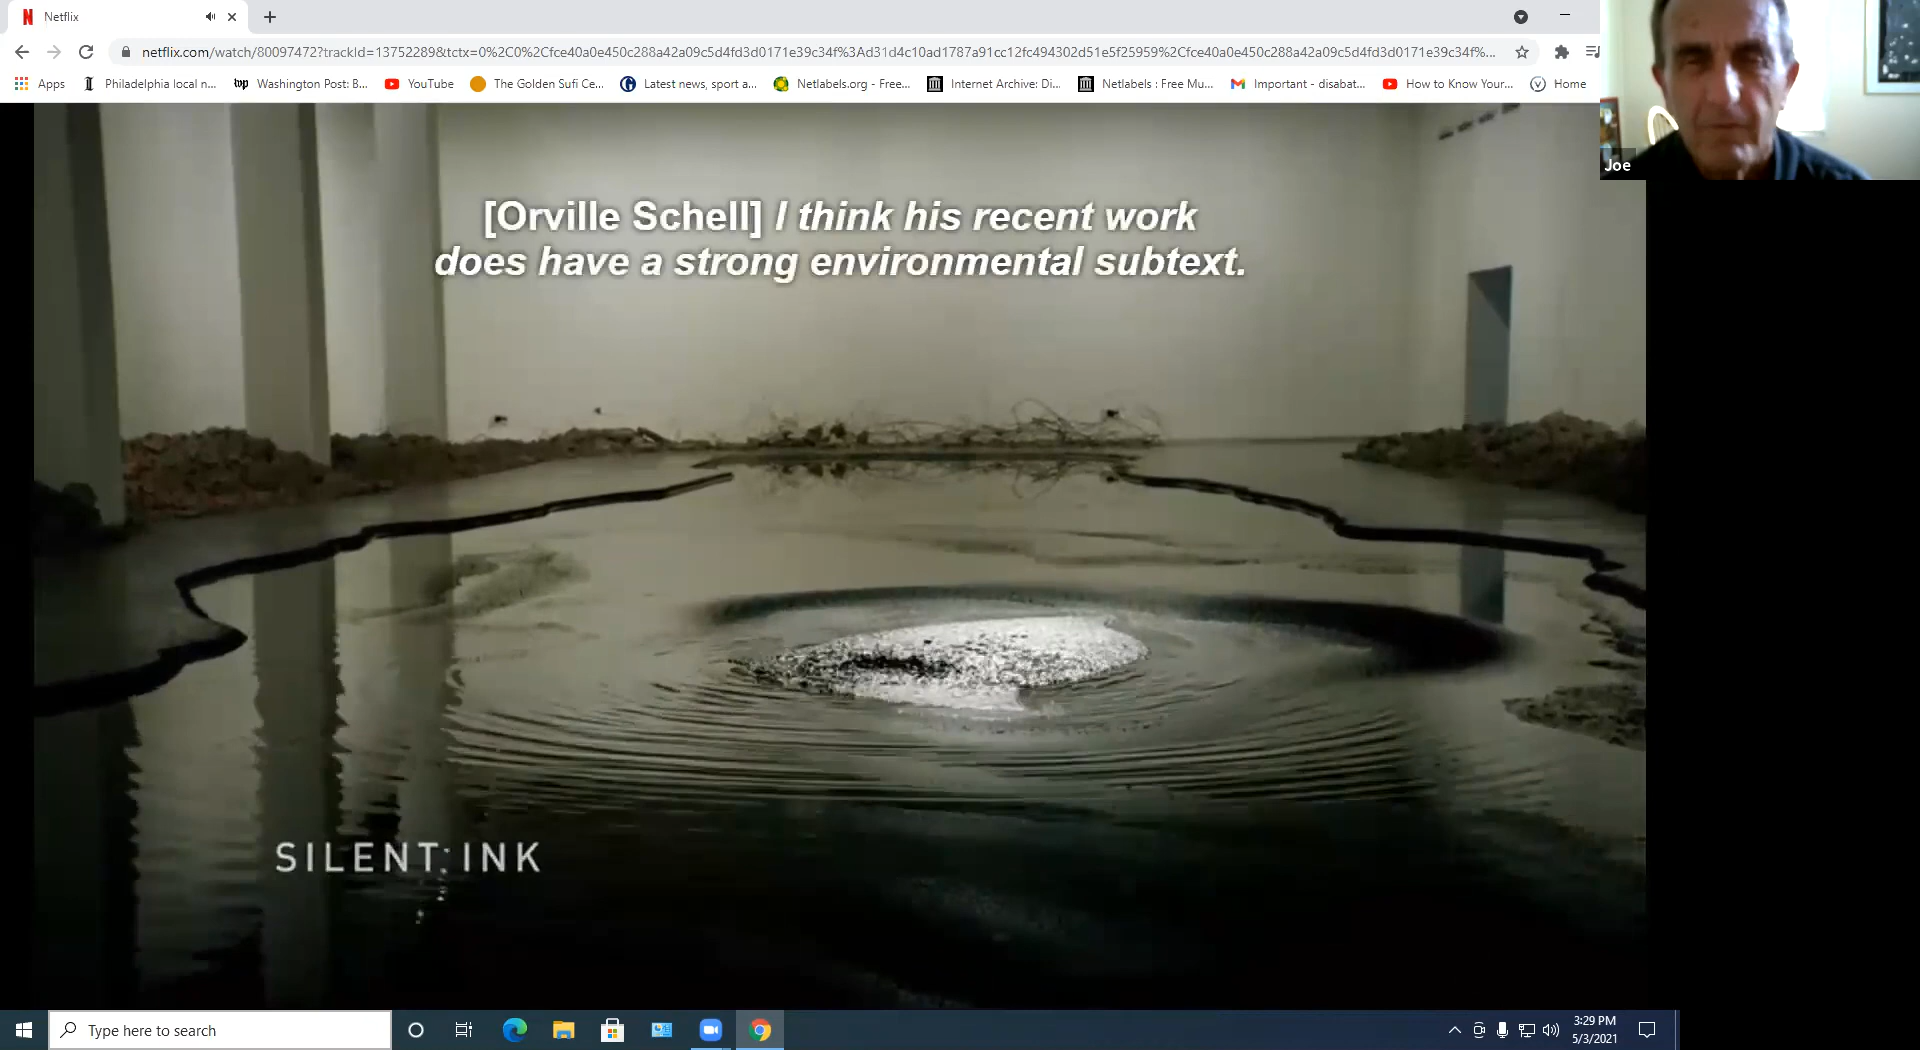 Netflix
netflix.com/watch/80097472?trackId=13752289&tctx=0%2C0%2Cfce40a0e450c288a42a09c5d4fd3d0171e39c34f%3Ad31d4c10ad1787a91cc12fc494302d51e5f25959%2Cfce40a0e450c288a42a09c5d4fd3d0171e39c34f%...
Apps Philadelphia local n... wp Washington Post: B... YouTube The Golden Sufi Ce... Latest news, sport a... Netlabels.org - Free... Internet Archive: Di... Netlabels : Free Mu... Important - disabat... How to Know Your... Home
Joe
[Orville Schell] I think his recent work
does have a strong environmental subtext.
SILENT INK
Type here to search
3:29 PM
5/3/2021